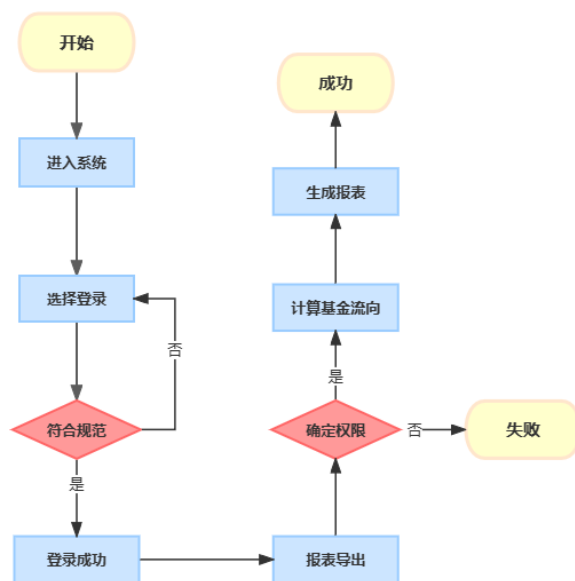 开始
进入系统
选择登录
否
符合规范
是
登录成功
报表导出
确定权限
否
失败
是
计算基金流向
生成报表
成功